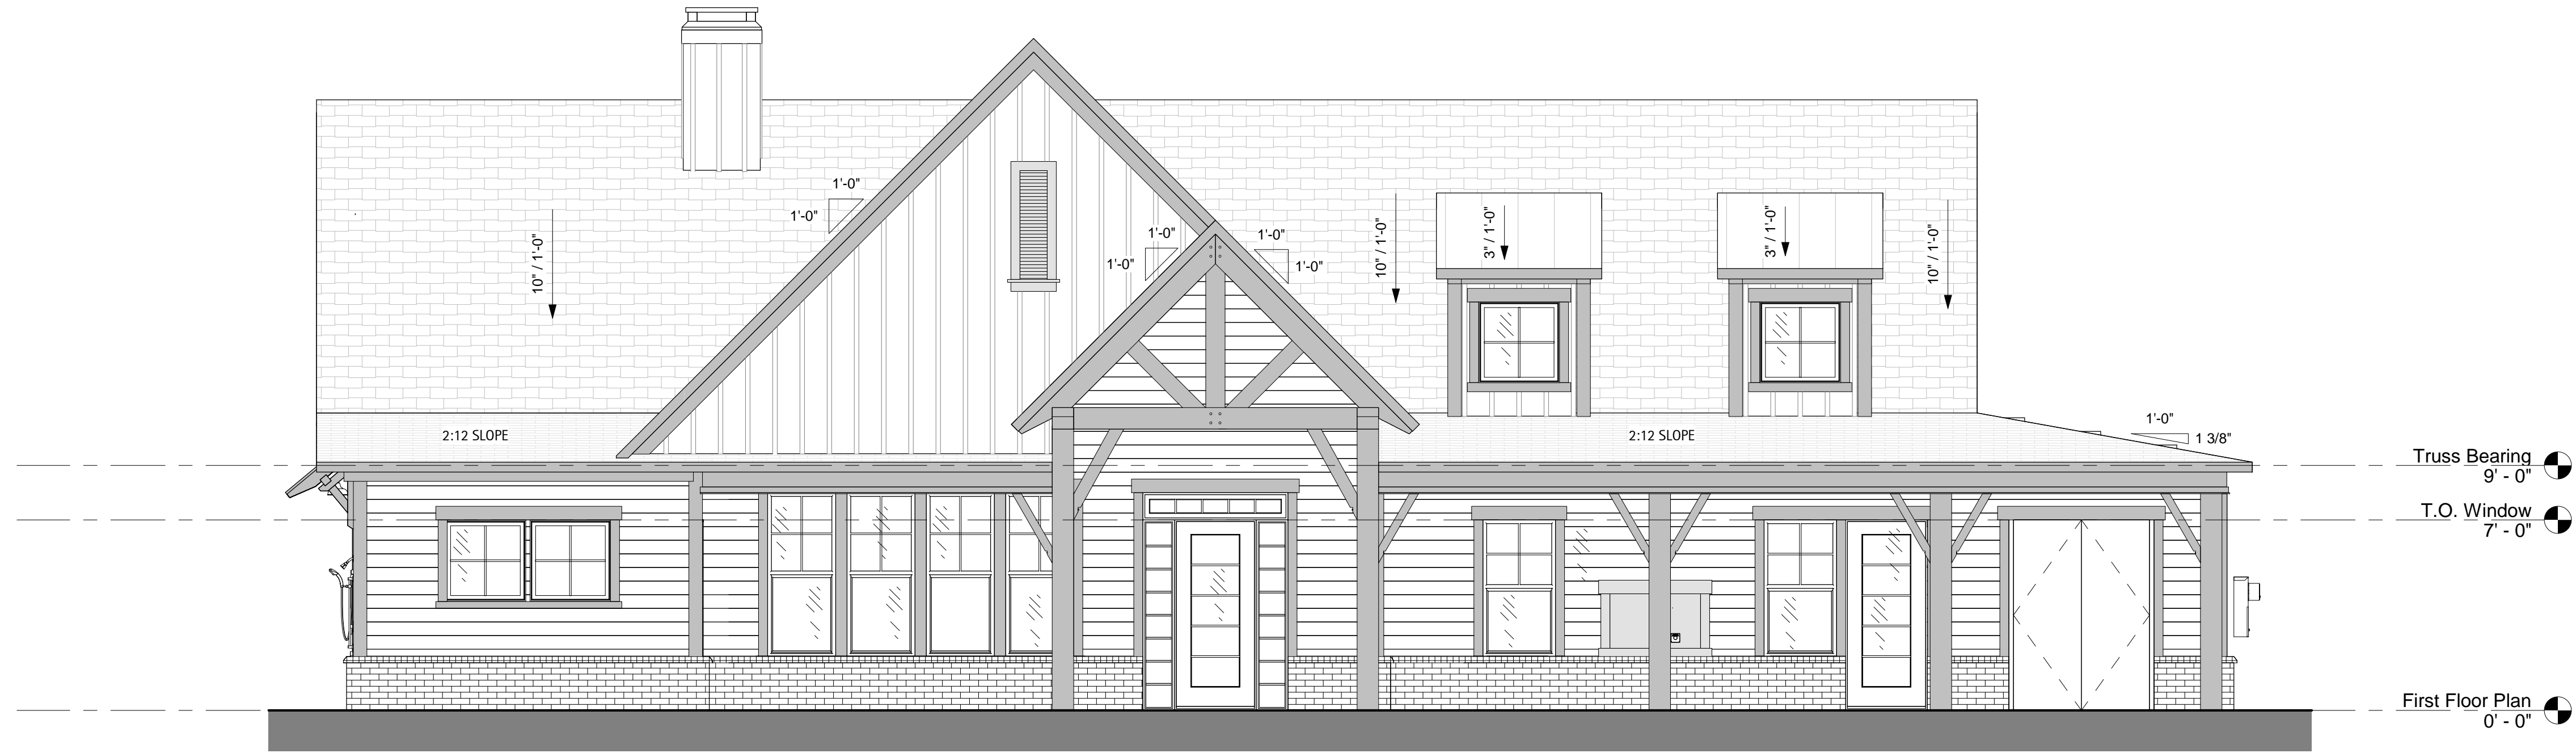 1'-0"
1'-0"
10" / 1'-0"
1'-0"
1'-0"
1'-0"
1'-0"
10" / 1'-0"
3" / 1'-0"
3" / 1'-0"
10" / 1'-0"
2:12 SLOPE
2:12 SLOPE
1'-0"
1 3/8"
Truss Bearing
9' - 0"
T.O. Window
7' - 0"
First Floor Plan
0' - 0"